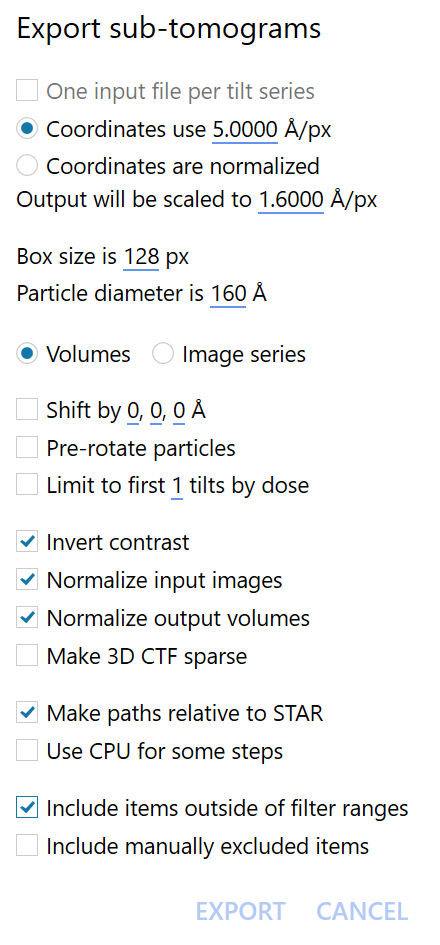 Export sub-tomograms
One input file per tilt series
Coordinates use 5.0000 Å/px
Coordinates are normalized
Output will be scaled to 1.6000 Å/px
Box size is 128 px
Particle diameter is 160 Å
Volumes Image series
Shift by 0, 0, 0 Å
Pre-rotate particles
Limit to first 1 tilts by dose
Invert contrast
Normalize input images
Normalize output volumes
Make 3D CTF sparse
Make paths relative to STAR
Use CPU for some steps
Include items outside of filter ranges
Include manually excluded items
EXPORT CANCEL